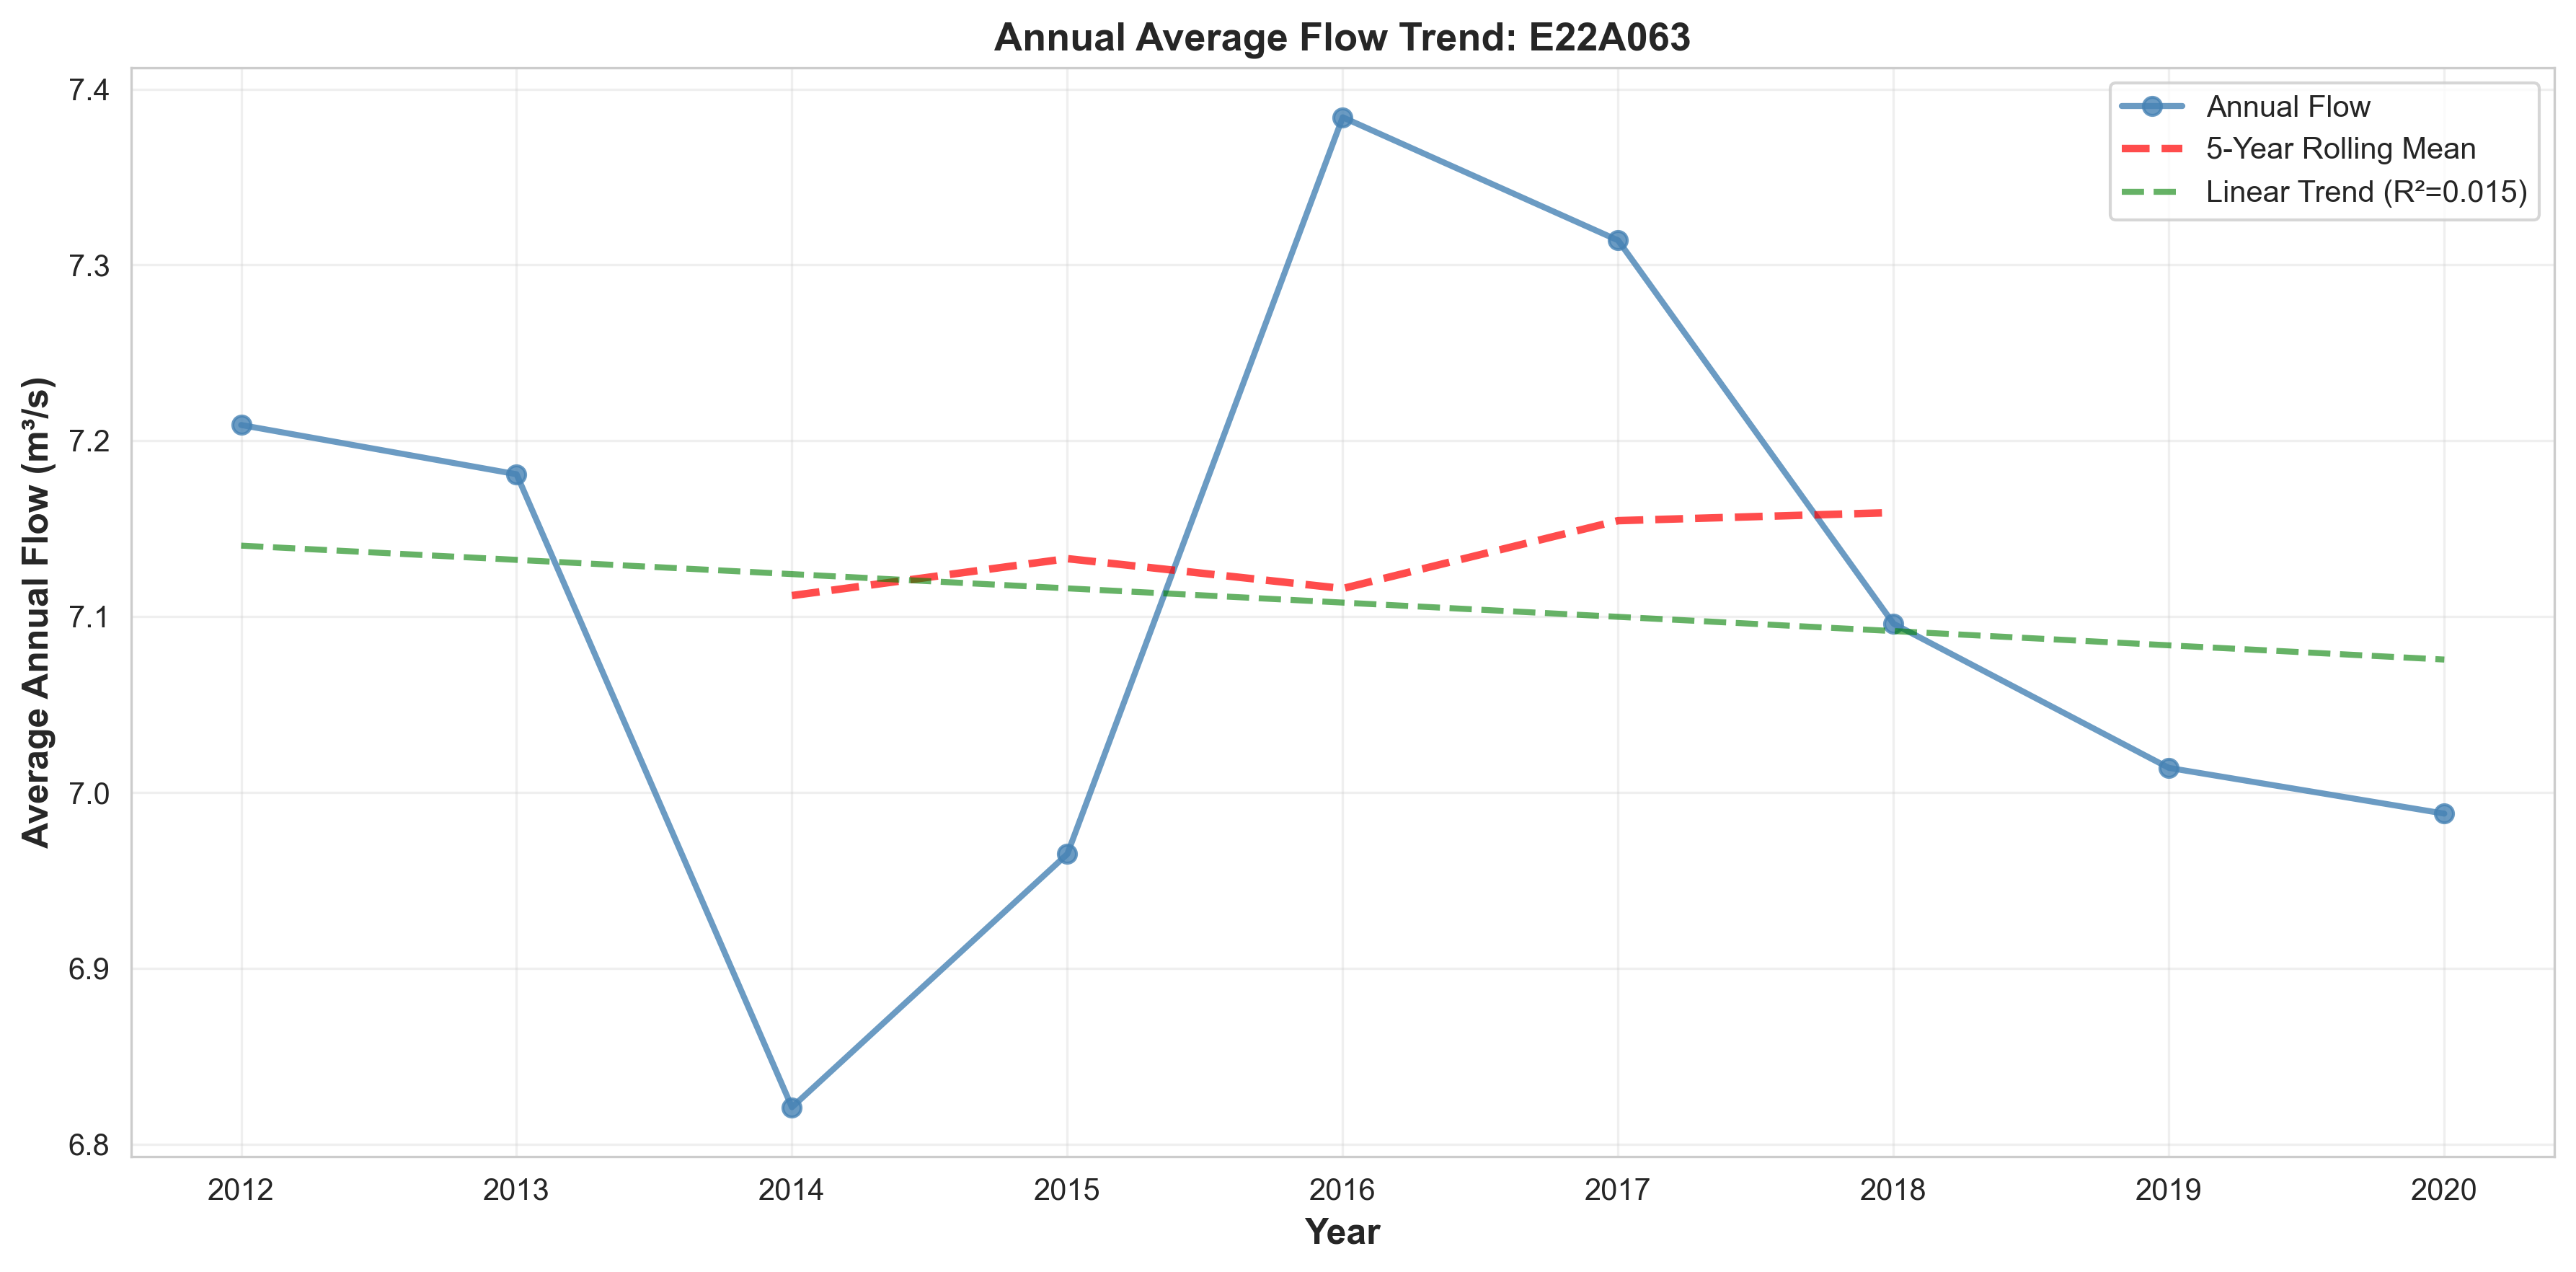 Annual Average Flow Trend: E22A063
Annual Flow
5-Year Rolling Mean
Linear Trend (R²=0.015)
Average Annual Flow (m³/s)
7.4
7.3
7.2
7.1
7.0
6.9
6.8
2012 2013 2014 2015 2016 2017 2018 2019 2020
Year